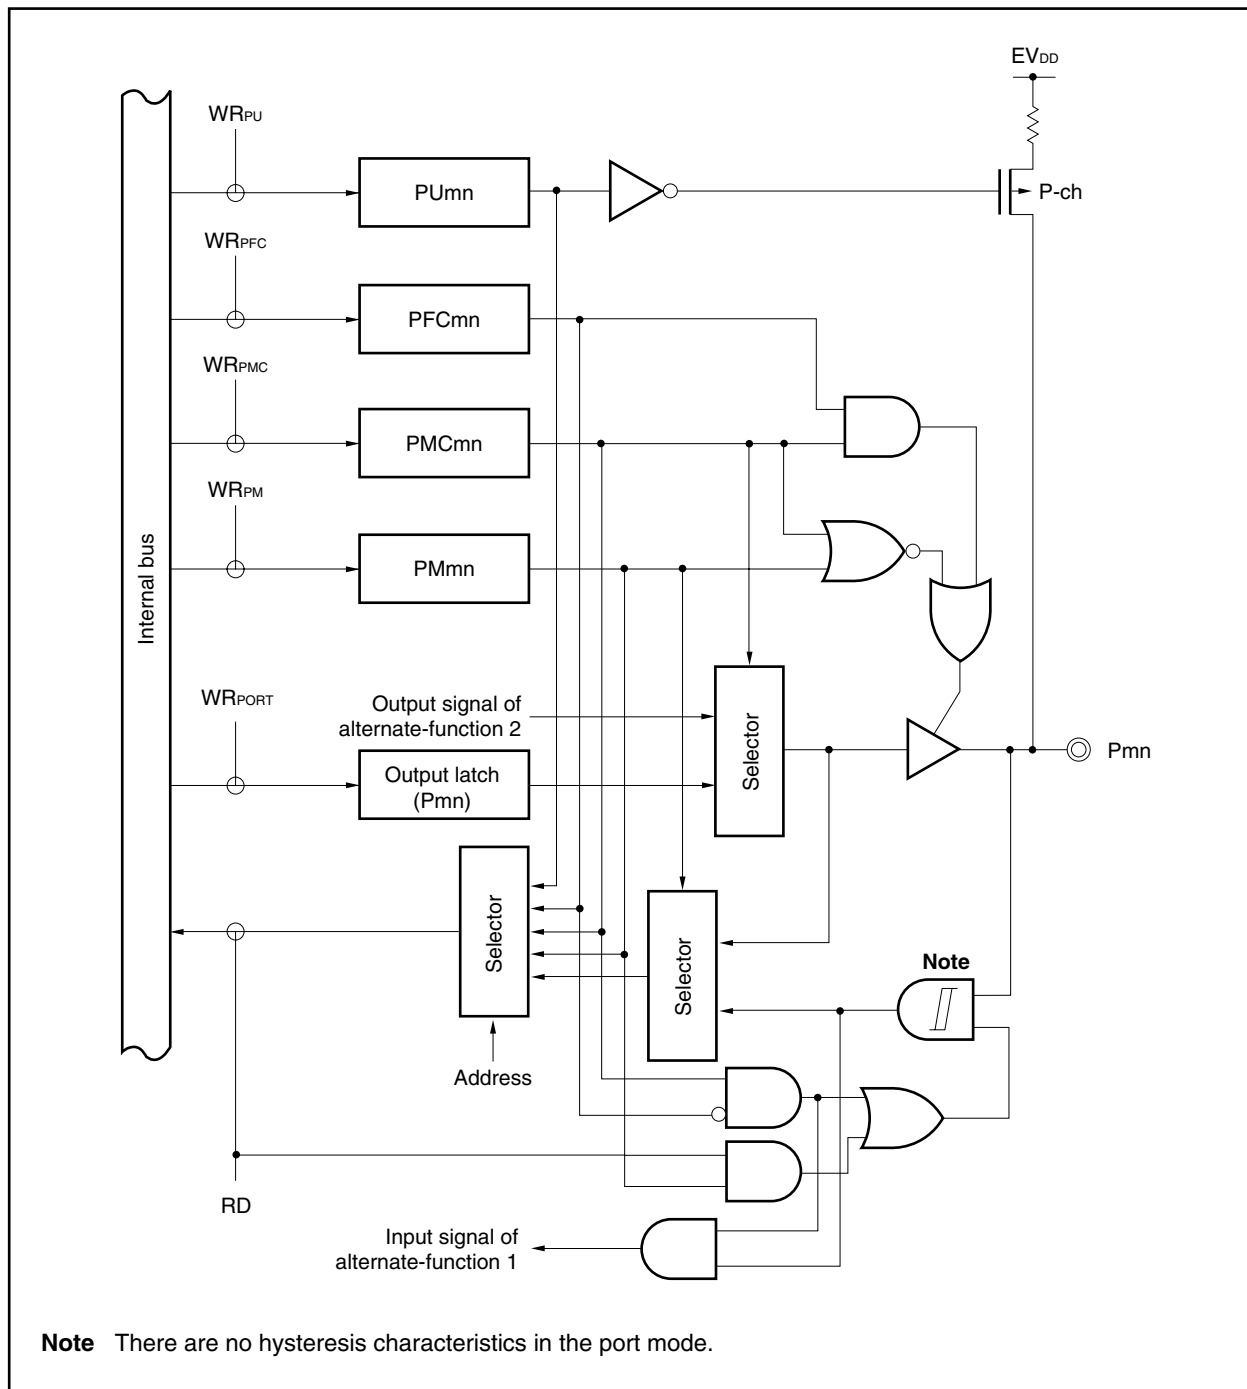 EVDD
WRPU
PUmn
P-ch
WRPFC
PFCmn
WRPMC
PMCmn
WRPM
PMmn
Internal bus
WRPORT
Output signal of
alternate-function 2
Output latch
(Pmn)
Selector
Pmn
Selector
Selector
Note
Address
RD
Input signal of
alternate-function 1
Note There are no hysteresis characteristics in the port mode.